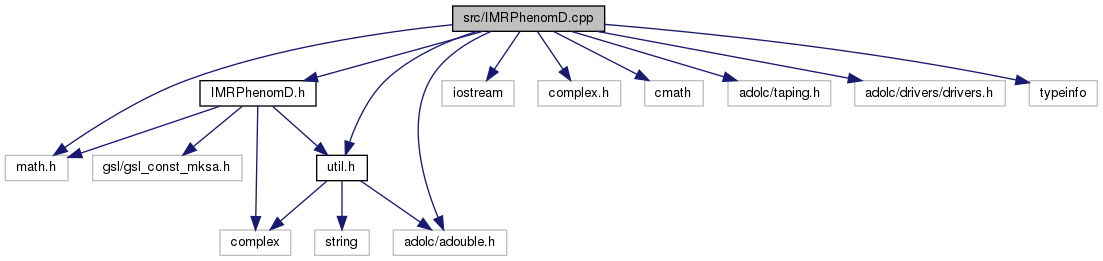 src/IMRPhenomD.cpp
IMRPhenomD.h
iostream
complex.h
cmath
adolc/taping.h
adolc/drivers/drivers.h
typeinfo
math.h
gsl/gsl_const_mksa.h
util.h
complex
string
adolc/adouble.h